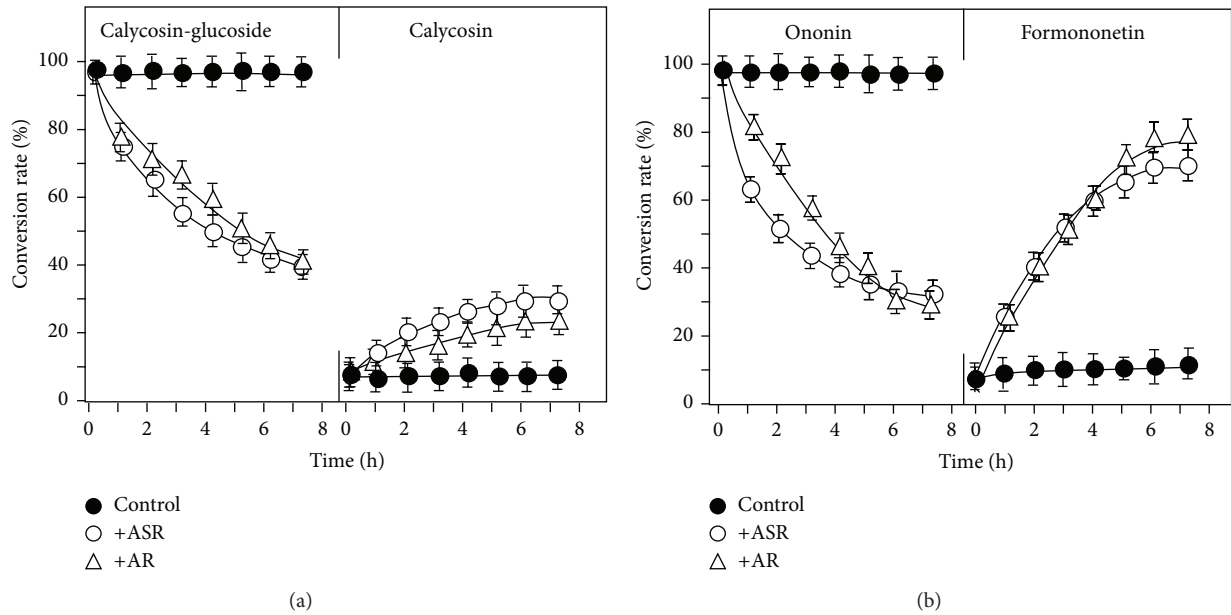 Calycosin-glucoside
Calycosin
Conversion rate (%)
100
80
60
40
20
0
0 2 4 6 8
0 2 4 6 8
Time (h)
Control
+ASR
+AR
(a)
Ononin
Formononetin
Conversion rate (%)
100
80
60
40
20
0
0 2 4 6 8
0 2 4 6 8
Time (h)
Control
+ASR
+AR
(b)